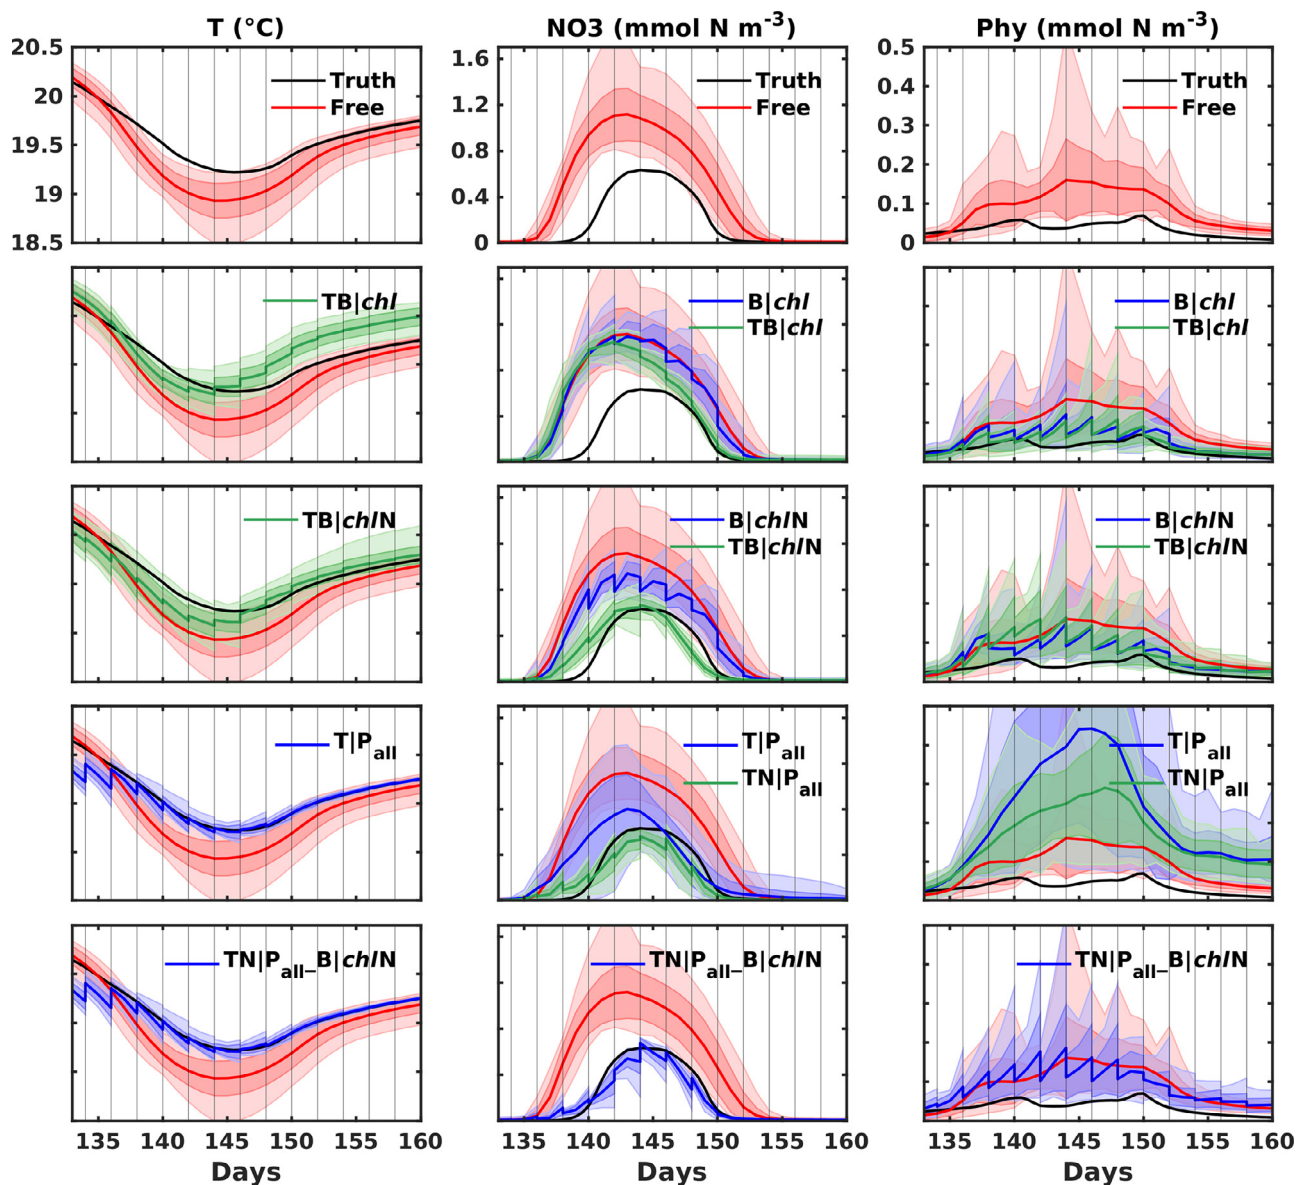 T (°C)
NO3 (mmol N m-3)
Phy (mmol N m-3)
20.5
20
19.5
19
18.5
Truth
Free
1.6
1.2
0.8
0.4
0
Truth
Free
0.5
0.4
0.3
0.2
0.1
0
Truth
Free
TB|chl
B|chl
TB|chl
B|chl
TB|chl
TB|chlN
B|chlN
TB|chlN
B|chlN
TB|chlN
T|Pall
T|Pall
TN|Pall
T|Pall
TN|Pall
TN|Pall_B|chlN
TN|Pall_B|chlN
TN|Pall_B|chlN
135 140 145 150 155 160
135 140 145 150 155 160
135 140 145 150 155 160
Days
Days
Days